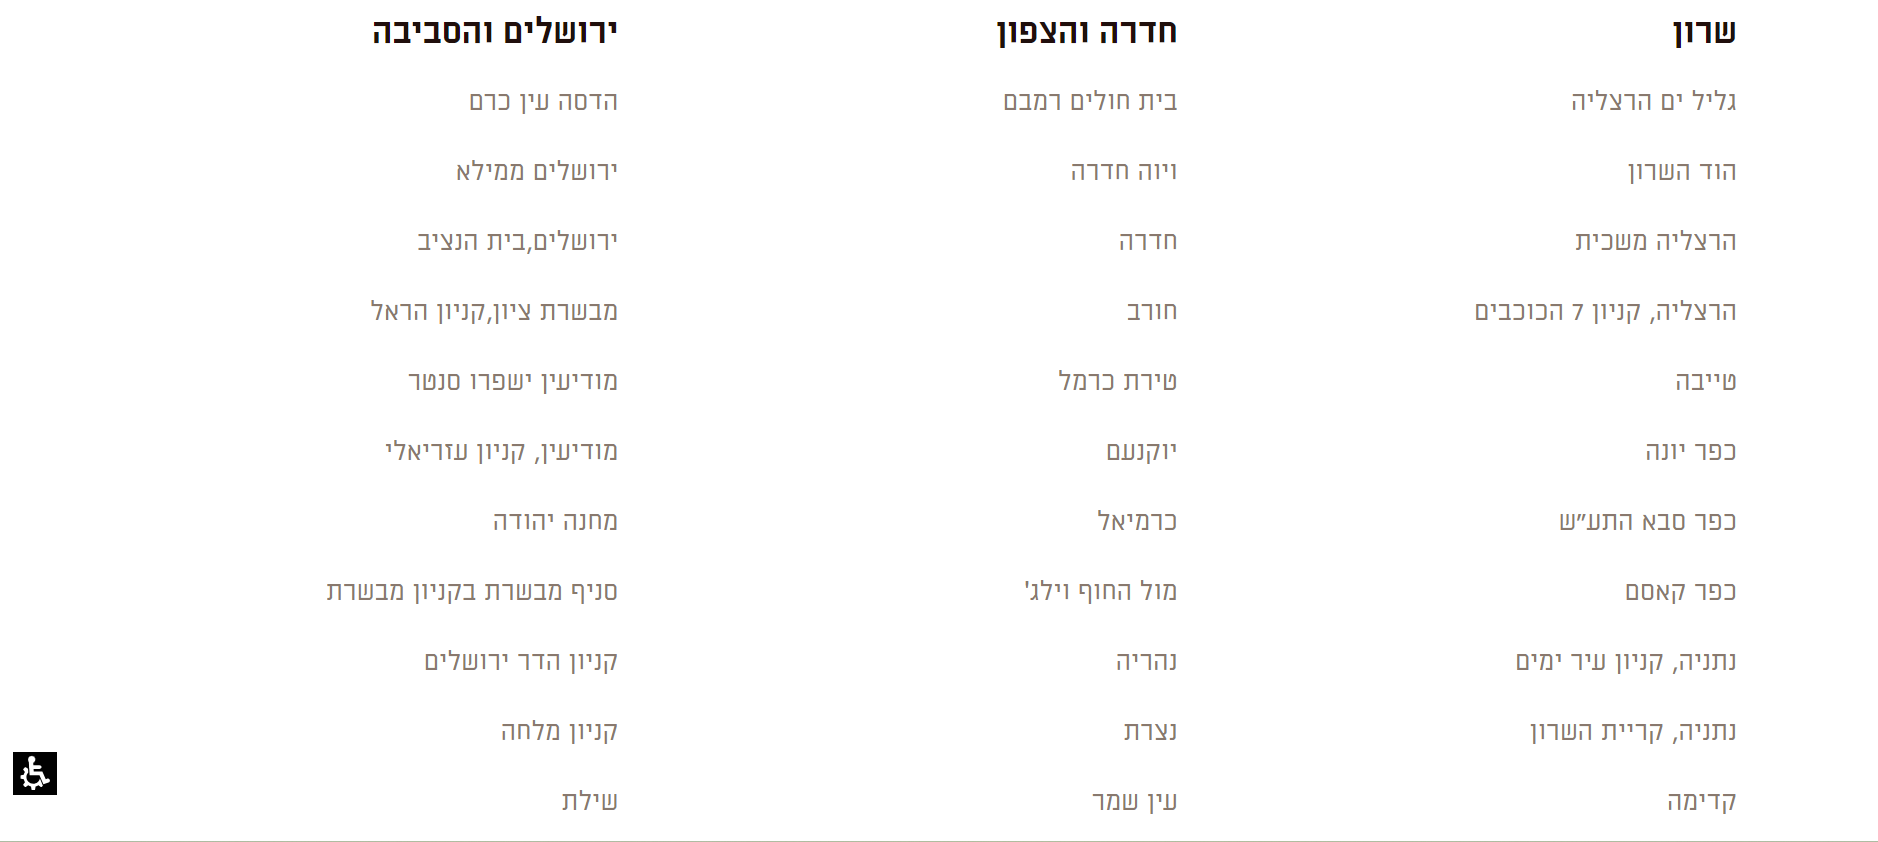 שרון
גליל ים הרצליה
הוד השרון
הרצליה משכית
הרצליה, קניון 7 הכוכבים
טייבה
כפר יונה
כפר סבא התע״ש
כפר קאסם
נתניה, קניון עיר ימים
נתניה, קריית השרון
קדימה
חדרה והצפון
בית חולים רמבם
ויוה חדרה
חדרה
חורב
טירת כרמל
יוקנעם
כרמיאל
מול החוף וילג'
נהריה
נצרת
עין שמר
ירושלים והסביבה
הדסה עין כרם
ירושלים ממילא
ירושלים,בית הנציב
מבשרת ציון,קניון הראל
מודיעין ישפרו סנטר
מודיעין, קניון עזריאלי
מחנה יהודה
סניף מבשרת בקניון מבשרת
קניון הדר ירושלים
קניון מלחה
שילת